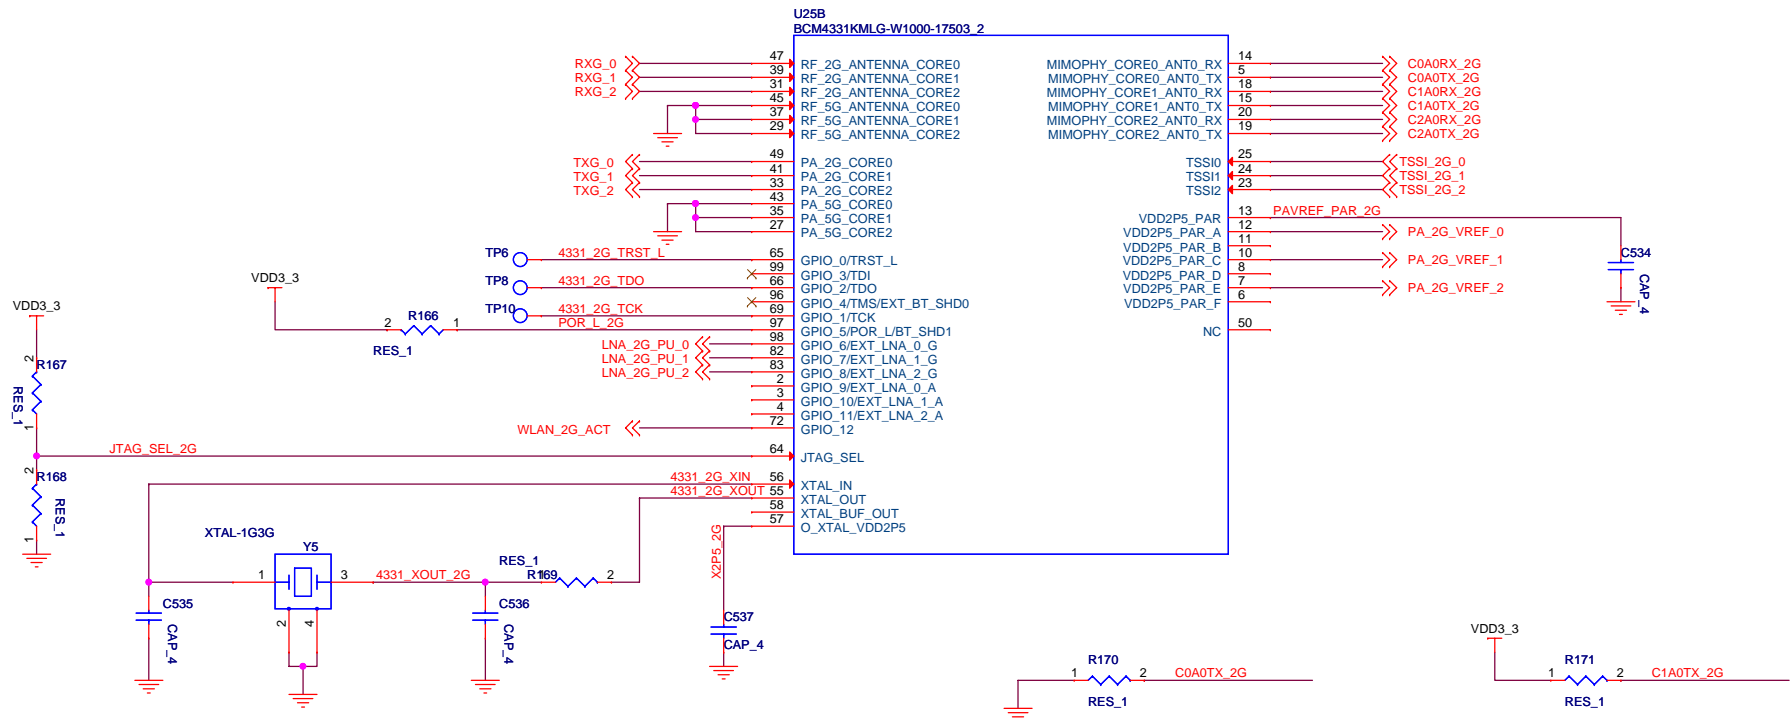 U25B
BCM4331KMLG-W1000-17503_2
RXG_0 47 RF_2G_ANTENNA_CORE0
RXG_1 39 RF_2G_ANTENNA_CORE1
RXG_2 31 RF_2G_ANTENNA_CORE2
45 RF_5G_ANTENNA_CORE0
37 RF_5G_ANTENNA_CORE1
29 RF_5G_ANTENNA_CORE2
TXG_0 49 PA_2G_CORE0
TXG_1 41 PA_2G_CORE1
TXG_2 33 PA_2G_CORE2
43 PA_5G_CORE0
35 PA_5G_CORE1
27 PA_5G_CORE2
TP6 4331_2G_TRST_L 65 GPIO_0/TRST_L
99 GPIO_3/TDI
TP8 4331_2G_TDO 66 GPIO_2/TDO
96 GPIO_4/TMS/EXT_BT_SHD0
TP10 4331_2G_TCK 69 GPIO_1/TCK
POR_L_2G 97 GPIO_5/POR_L/BT_SHD1
LNA_2G_PU_0 98 GPIO_6/EXT_LNA_0_G
LNA_2G_PU_1 82 GPIO_7/EXT_LNA_1_G
LNA_2G_PU_2 83 GPIO_8/EXT_LNA_2_G
2 GPIO_9/EXT_LNA_0_A
3 GPIO_10/EXT_LNA_1_A
4 GPIO_11/EXT_LNA_2_A
WLAN_2G_ACT 72 GPIO_12
JTAG_SEL_2G 64 JTAG_SEL
4331_2G_XIN 56 XTAL_IN
4331_2G_XOUT 55 XTAL_OUT
58 XTAL_BUF_OUT
57 O_XTAL_VDD2P5
MIMOPHY_CORE0_ANT0_RX 14 C0A0RX_2G
MIMOPHY_CORE0_ANT0_TX 5 C0A0TX_2G
MIMOPHY_CORE1_ANT0_RX 18 C1A0RX_2G
MIMOPHY_CORE1_ANT0_TX 15 C1A0TX_2G
MIMOPHY_CORE2_ANT0_RX 20 C2A0RX_2G
MIMOPHY_CORE2_ANT0_TX 19 C2A0TX_2G
TSSI0 25 TSSI_2G_0
TSSI1 24 TSSI_2G_1
TSSI2 23 TSSI_2G_2
VDD2P5_PAR 13 PAVREF_PAR_2G
VDD2P5_PAR_A 12 PA_2G_VREF_0
VDD2P5_PAR_B 11
VDD2P5_PAR_C 10 PA_2G_VREF_1
VDD2P5_PAR_D 8
VDD2P5_PAR_E 7 PA_2G_VREF_2
VDD2P5_PAR_F 6
NC 50
C534
CAP_4
VDD3_3
2 R166 1
RES_1
VDD3_3
2
R167
RES_1
1
2
R168
RES_1
1
XTAL-1G3G
Y5
1 3 4331_XOUT_2G
2 4
RES_1
R169 2
C535
CAP_4
C536
CAP_4
X2P5_2G
C537
CAP_4
R170
1 2 C0A0TX_2G
RES_1
VDD3_3
R171
1 2 C1A0TX_2G
RES_1